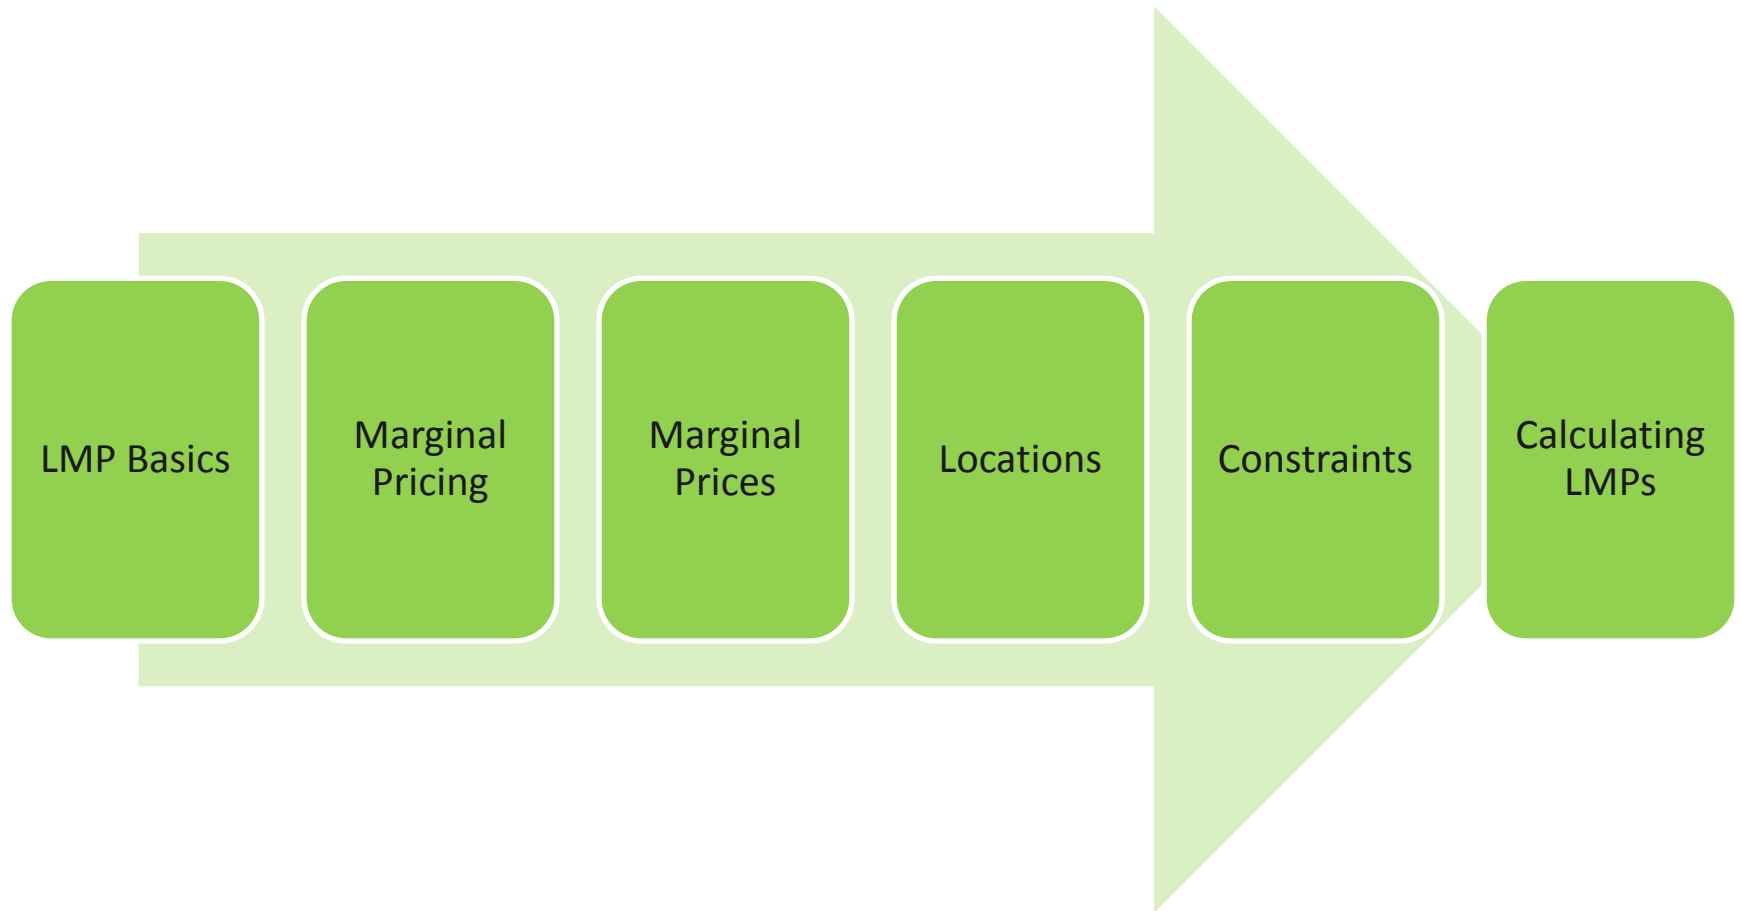 LMP Basics
Marginal
Pricing
Marginal
Prices
Locations
Constraints
Calculating
LMPs